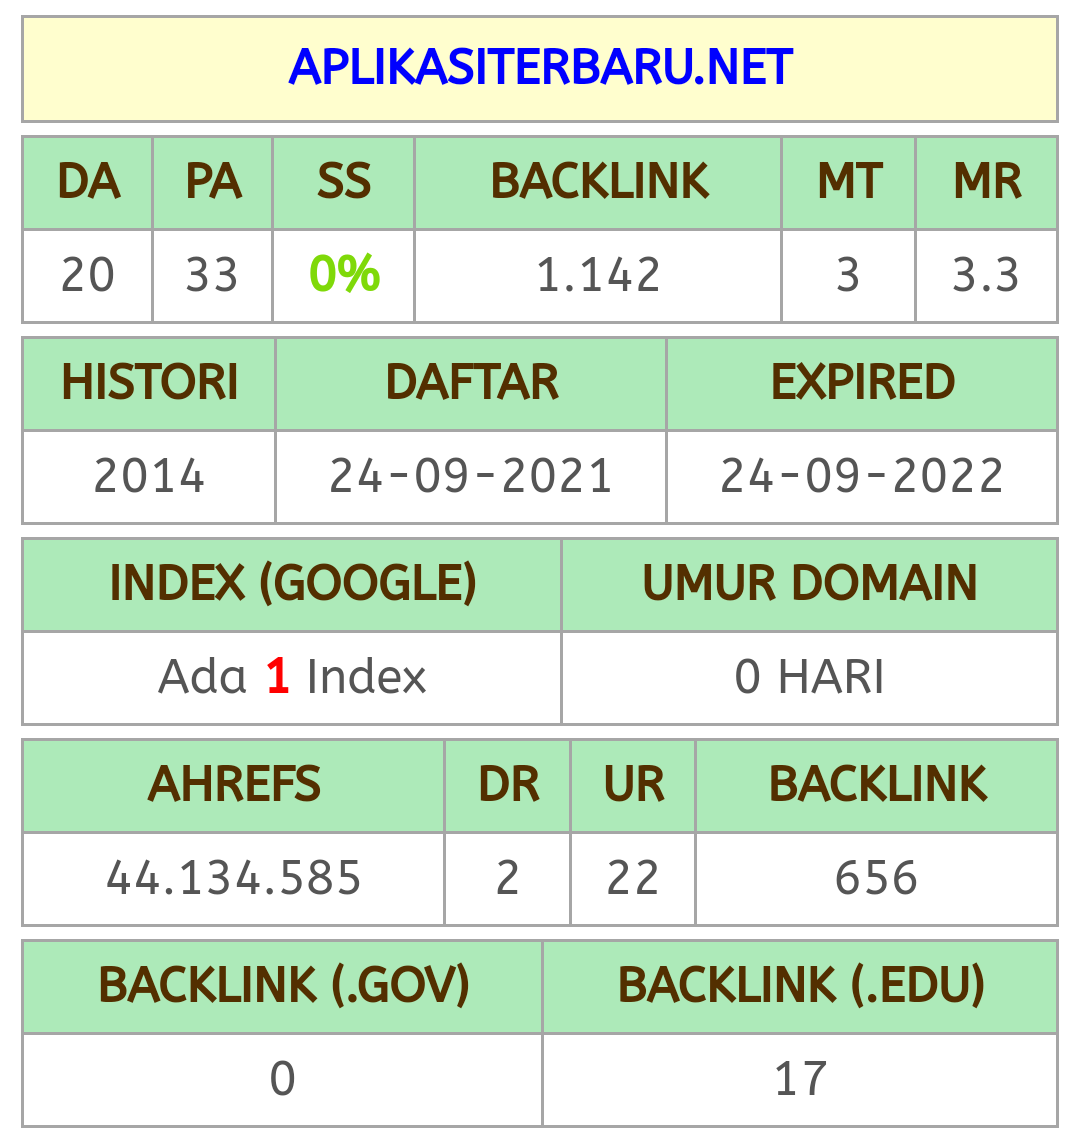 APLIKASITERBARU.NET
DA PA SS BACKLINK MT MR
20 33 0% 1.142 3 3.3
HISTORI DAFTAR EXPIRED
2014 24-09-2021 24-09-2022
INDEX (GOOGLE) UMUR DOMAIN
Ada 1 Index 0 HARI
AHREFS DR UR BACKLINK
44.134.585 2 22 656
BACKLINK (.GOV) BACKLINK (.EDU)
0 17